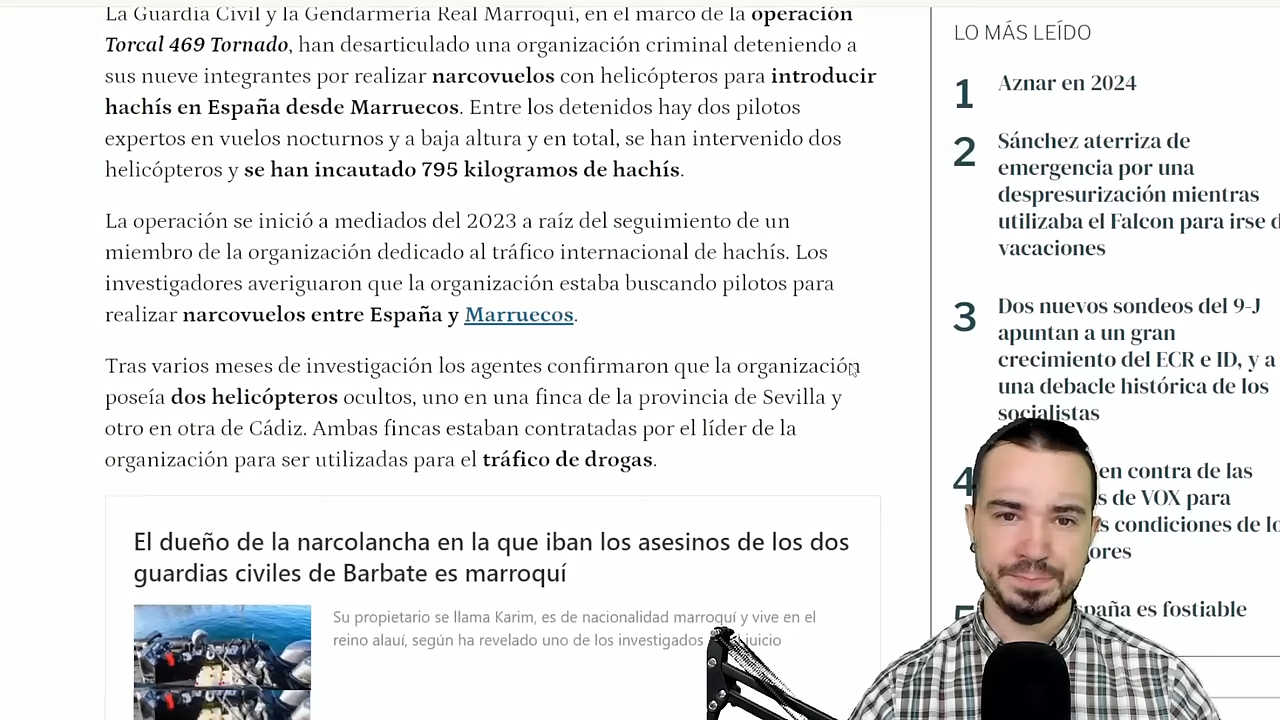 La Guardia Civil y la Gendarmería Real Marroquí, en el marco de la operación
Torcal 469 Tornado, han desarticulado una organización criminal deteniendo a
sus nueve integrantes por realizar narcovuelos con helicópteros para introducir
hachís en España desde Marruecos. Entre los detenidos hay dos pilotos
expertos en vuelos nocturnos y a baja altura y en total, se han intervenido dos
helicópteros y se han incautado 795 kilogramos de hachís.
La operación se inició a mediados del 2023 a raíz del seguimiento de un
miembro de la organización dedicado al tráfico internacional de hachís. Los
investigadores averiguaron que la organización estaba buscando pilotos para
realizar narcovuelos entre España y Marruecos.
Tras varios meses de investigación los agentes confirmaron que la organización
poseía dos helicópteros ocultos, uno en una finca de la provincia de Sevilla y
otro en otra de Cádiz. Ambas fincas estaban contratadas por el líder de la
organización para ser utilizadas para el tráfico de drogas.
El dueño de la narcolancha en la que iban los asesinos de los dos
guardias civiles de Barbate es marroquí
Su propietario se llama Karim, es de nacionalidad marroquí y vive en el
reino alauí, según ha revelado uno de los investigados juicio
LO MÁS LEÍDO
1 Aznar en 2024
2 Sánchez aterriza de
emergencia por una
despresurización mientras
utilizaba el Falcon para irse d
vacaciones
3 Dos nuevos sondeos del 9-J
apuntan a un gran
crecimiento del ECR e ID, y a
una debacle histórica de los
socialistas
4 en contra de las
s de VOX para
s condiciones de lo
ores
5 spaña es fostiable